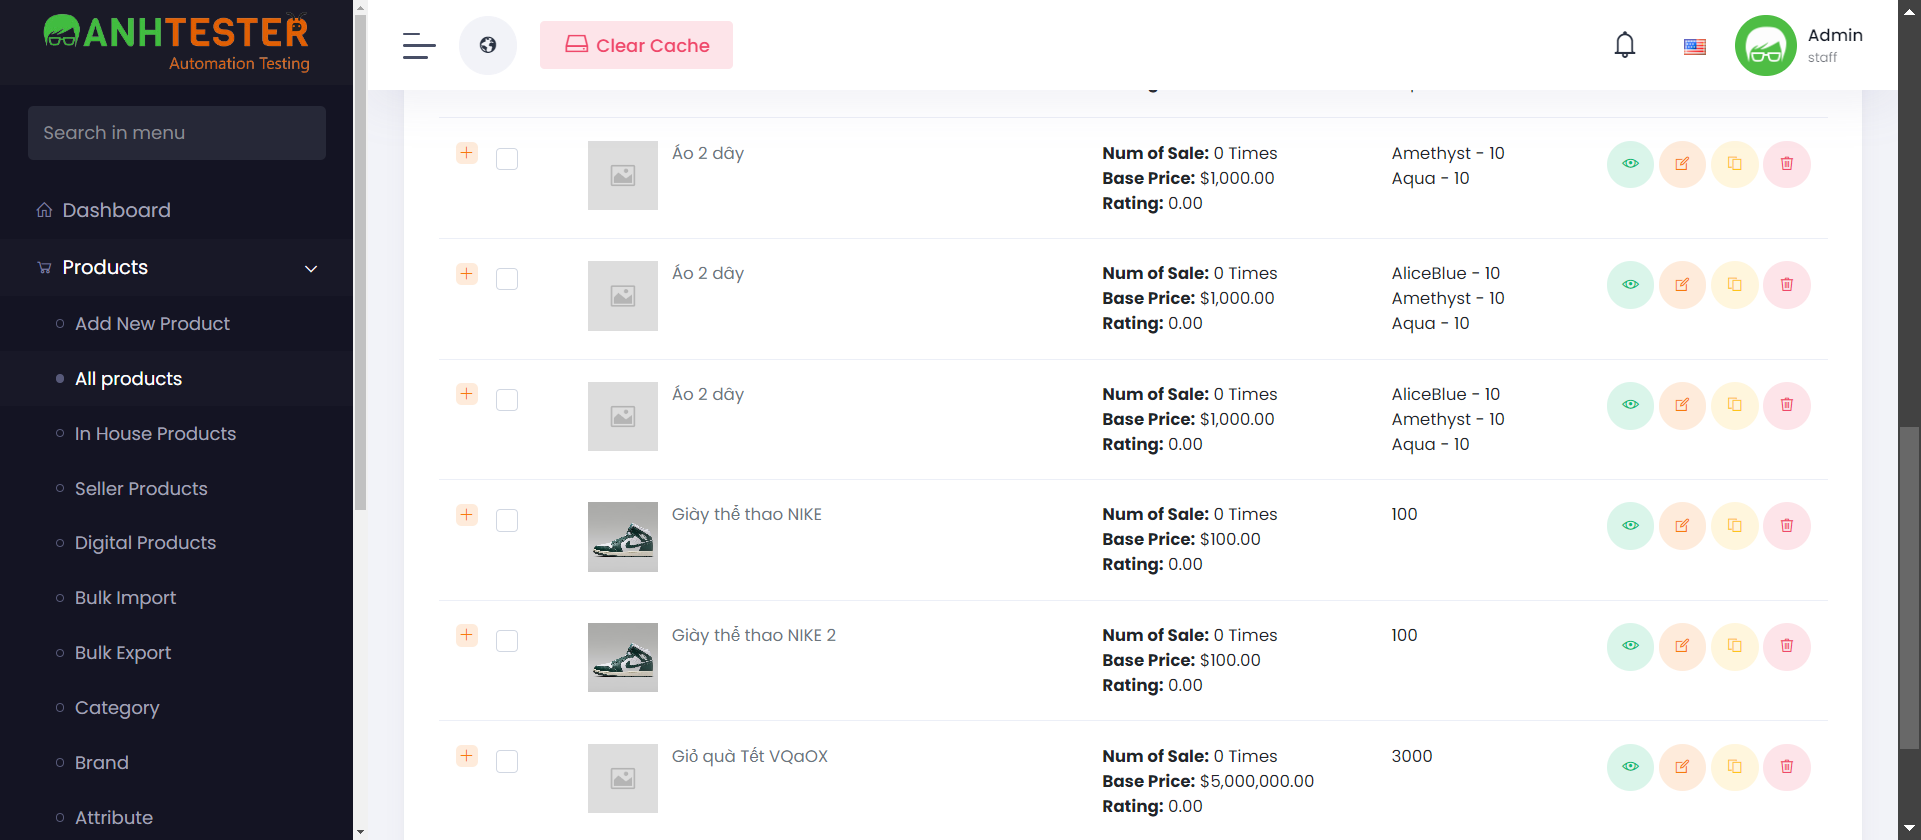 ANHTESTER
Automation Testing
Search in menu
Dashboard
Products
Add New Product
All products
In House Products
Seller Products
Digital Products
Bulk Import
Bulk Export
Category
Brand
Attribute
Clear Cache
Admin
staff
Áo 2 dây
Num of Sale: 0 Times
Base Price: $1,000.00
Rating: 0.00
Amethyst - 10
Aqua - 10
Áo 2 dây
Num of Sale: 0 Times
Base Price: $1,000.00
Rating: 0.00
AliceBlue - 10
Amethyst - 10
Aqua - 10
Áo 2 dây
Num of Sale: 0 Times
Base Price: $1,000.00
Rating: 0.00
AliceBlue - 10
Amethyst - 10
Aqua - 10
Giày thể thao NIKE
Num of Sale: 0 Times
Base Price: $100.00
Rating: 0.00
100
Giày thể thao NIKE 2
Num of Sale: 0 Times
Base Price: $100.00
Rating: 0.00
100
Giỏ quà Tết VQaOX
Num of Sale: 0 Times
Base Price: $5,000,000.00
Rating: 0.00
3000